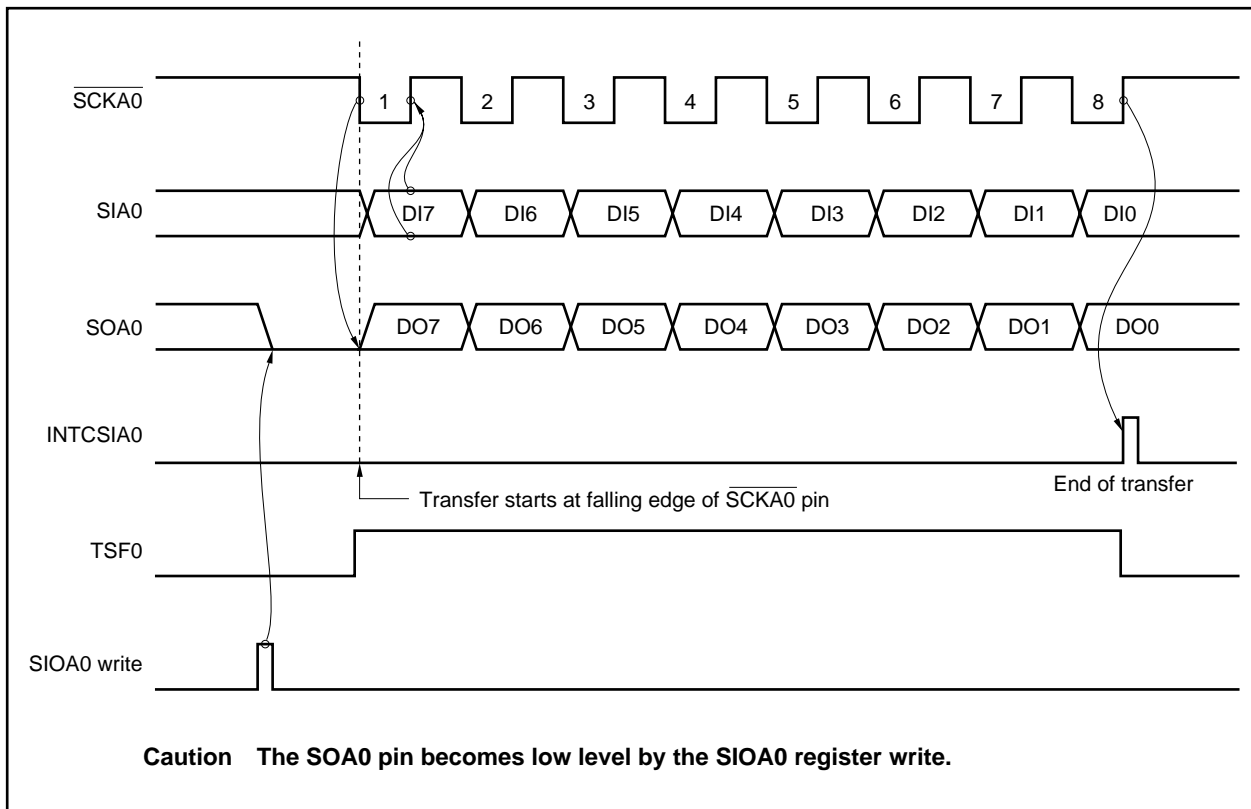 SCKA0
1 2 3 4 5 6 7 8
SIA0
DI7 DI6 DI5 DI4 DI3 DI2 DI1 DI0
SOA0
DO7 DO6 DO5 DO4 DO3 DO2 DO1 DO0
INTCSIA0
Transfer starts at falling edge of SCKA0 pin
End of transfer
TSF0
SIOA0 write
Caution The SOA0 pin becomes low level by the SIOA0 register write.